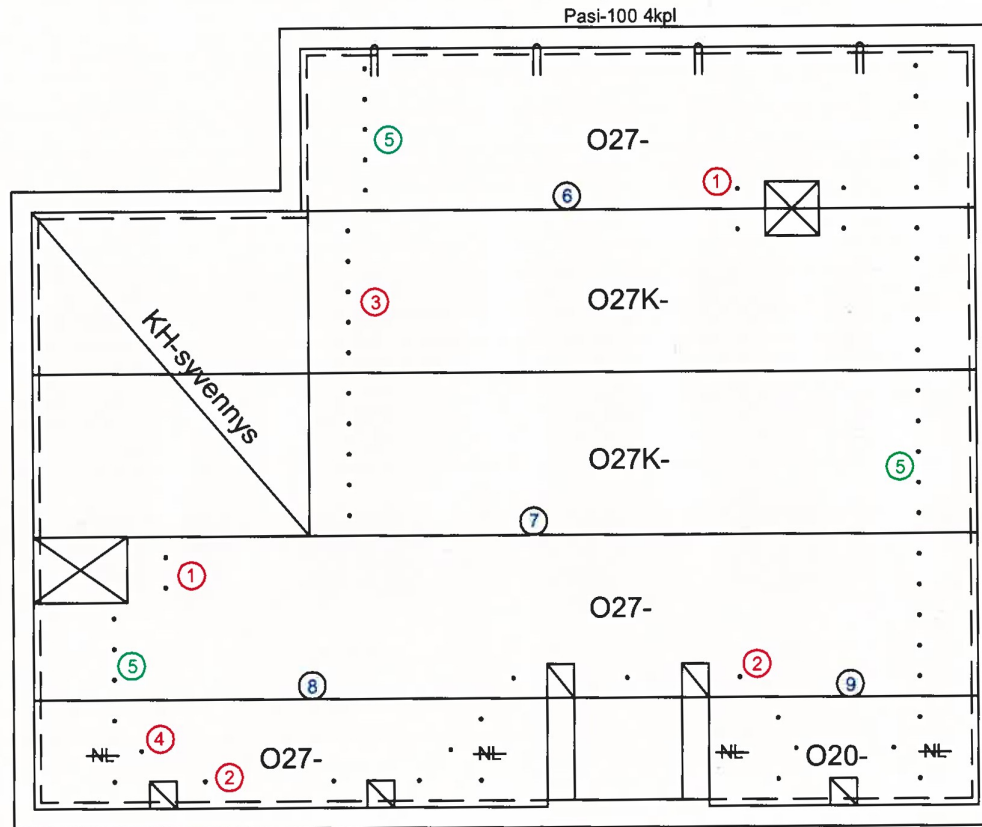 Pasi-100 4kpl
5
O27-
1
6
3
O27K-
KH-syvennys
O27K-
5
7
1
O27-
5
2
8
9
4
NL
O27-
2
NL
NL
O20-
NL